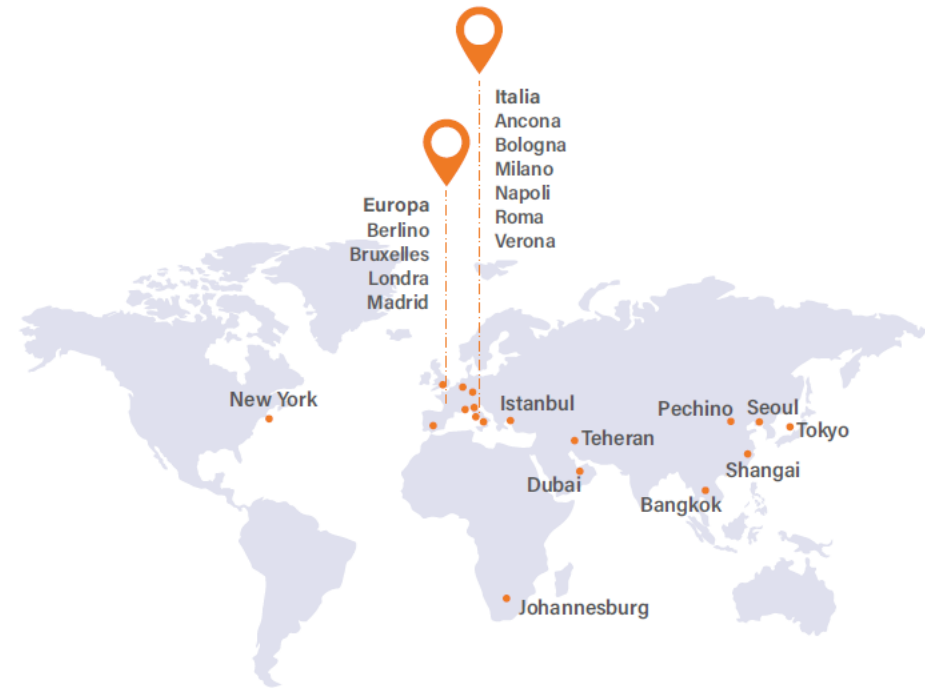 Italia
Ancona
Bologna
Milano
Napoli
Roma
Verona
Europa
Berlino
Bruxelles
Londra
Madrid
New York
Istanbul
Pechino
Seoul
Tokyo
Teheran
Shangai
Dubai
Bangkok
Johannesburg